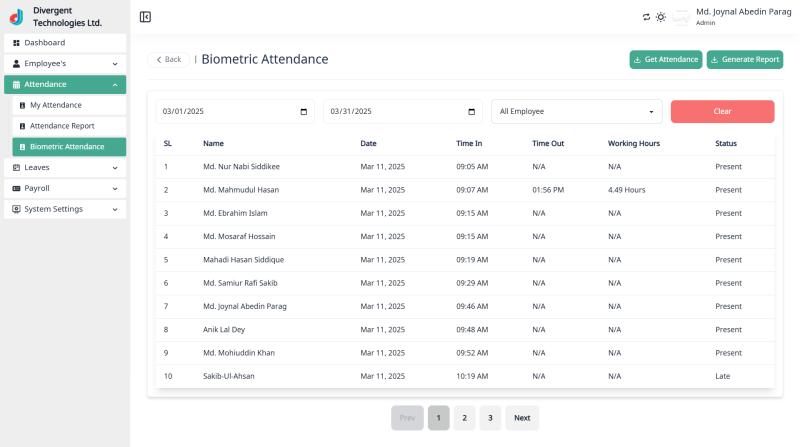 Divergent
Technologies Ltd.
Md. Joynal Abedin Parag
Admin
Dashboard
Employee's
Attendance
My Attendance
Attendance Report
Biometric Attendance
Leaves
Payroll
System Settings
Back | Biometric Attendance
Get Attendance Generate Report
03/01/2025 03/31/2025 All Employee Clear
SL Name Date Time In Time Out Working Hours Status
1 Md. Nur Nabi Siddikee Mar 11, 2025 09:05 AM N/A N/A Present
2 Md. Mahmudul Hasan Mar 11, 2025 09:07 AM 01:56 PM 4.49 Hours Present
3 Md. Ebrahim Islam Mar 11, 2025 09:15 AM N/A N/A Present
4 Md. Mosaraf Hossain Mar 11, 2025 09:15 AM N/A N/A Present
5 Mahadi Hasan Siddique Mar 11, 2025 09:19 AM N/A N/A Present
6 Md. Samiur Rafi Sakib Mar 11, 2025 09:29 AM N/A N/A Present
7 Md. Joynal Abedin Parag Mar 11, 2025 09:46 AM N/A N/A Present
8 Anik Lal Dey Mar 11, 2025 09:48 AM N/A N/A Present
9 Md. Mohiuddin Khan Mar 11, 2025 09:52 AM N/A N/A Present
10 Sakib-Ul-Ahsan Mar 11, 2025 10:19 AM N/A N/A Late
Prev 1 2 3 Next